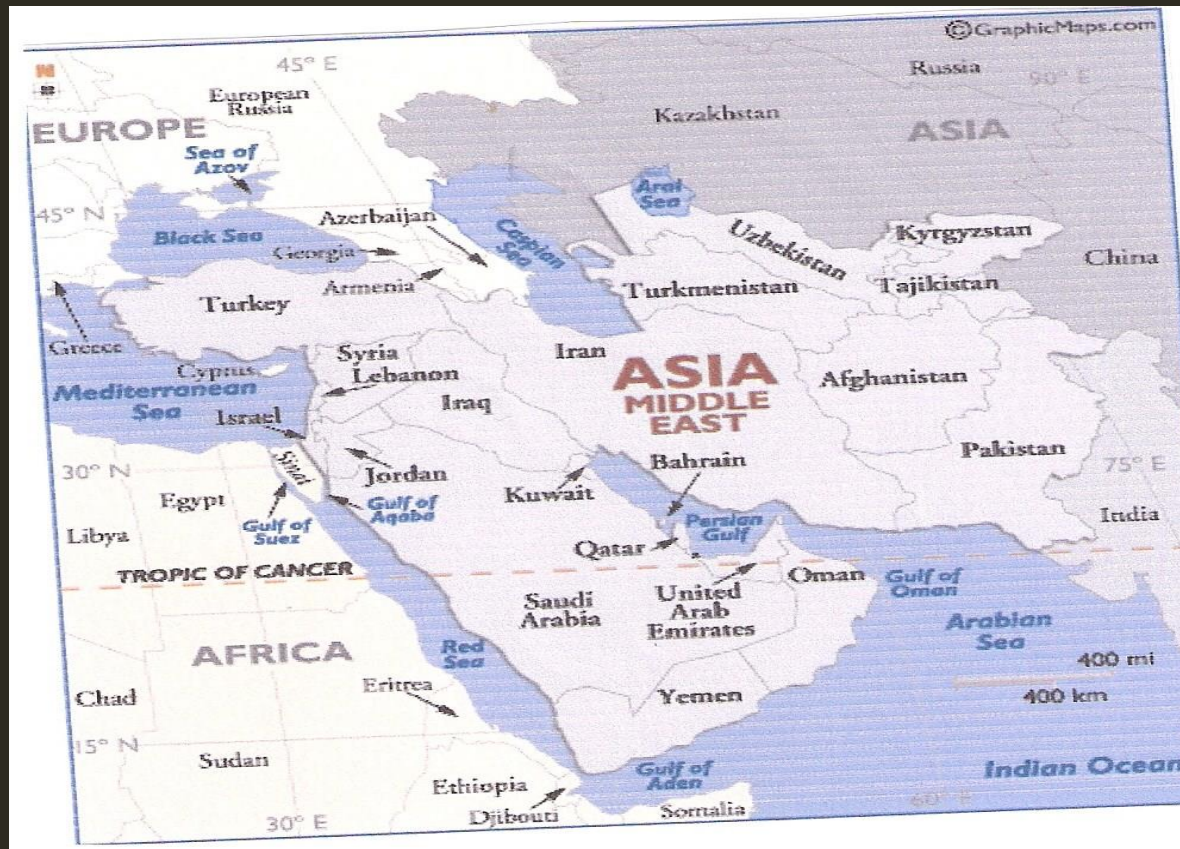 ©GraphicMaps.com
N
45° E
Russia
90° E
European
Russia
Kazakhstan
EUROPE
ASIA
Sea of
Azov
Aral
Sea
45° N
Azerbaijan
Black Sea
Caspian
Sea
Uzbekistan
Kyrgyzstan
Georgia
China
Armenia
Turkmenistan
Tajikistan
Turkey
Greece
Syria
Iran
Cyprus
Lebanon
ASIA
MIDDLE
EAST
Afghanistan
Mediterranean
Sea
Iraq
Israel
Pakistan
30° N
Sinai
Jordan
Bahrain
75° E
Egypt
Kuwait
Gulf of
Aqaba
Gulf of
Suez
Persian
Gulf
India
Libya
Qatar
TROPIC OF CANCER
Oman
Gulf of
Oman
United
Arab
Emirates
Saudi
Arabia
Arabian
Sea
AFRICA
Red
Sea
400 mi
Eritrea
400 km
Chad
Yemen
15° N
Sudan
Gulf of
Aden
Indian Ocean
Ethiopia
60° E
Djibouti
Somalia
30° E